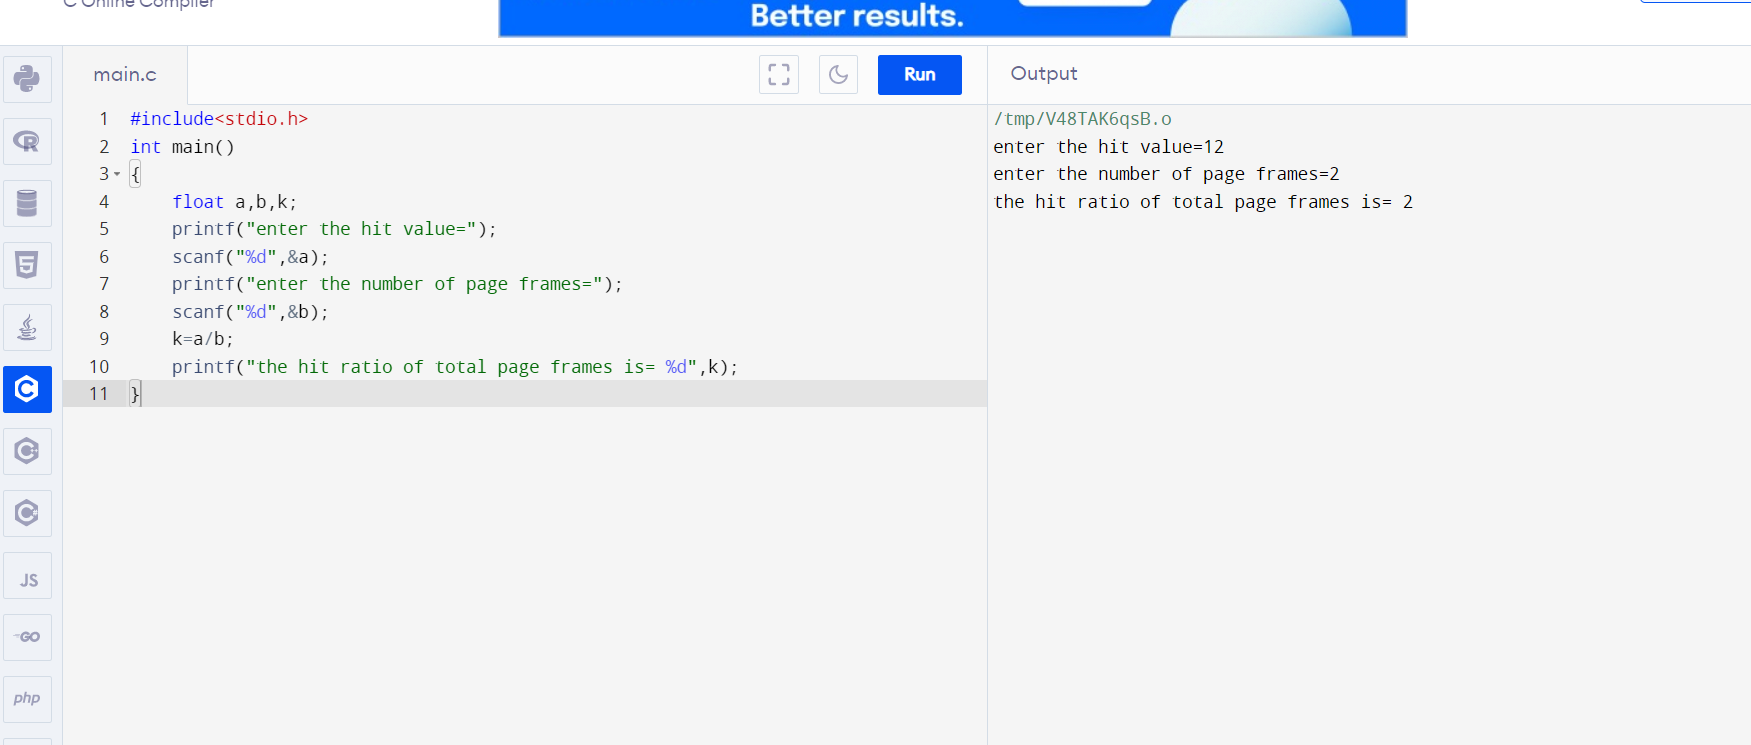 C Online Compiler
Better results.
main.c
Run
Output
1 #include<stdio.h>
2 int main()
3 {
4 float a,b,k;
5 printf("enter the hit value=");
6 scanf("%d",&a);
7 printf("enter the number of page frames=");
8 scanf("%d",&b);
9 k=a/b;
10 printf("the hit ratio of total page frames is= %d",k);
11 }
/tmp/V48TAK6qsB.o
enter the hit value=12
enter the number of page frames=2
the hit ratio of total page frames is= 2
R
5
C
C
C#
JS
GO
php